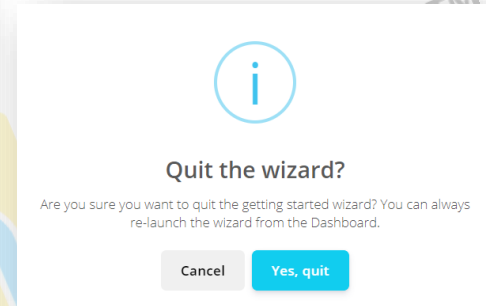 Quit the wizard?
Are you sure you want to quit the getting started wizard? You can always
re-launch the wizard from the Dashboard.
Cancel
Yes, quit